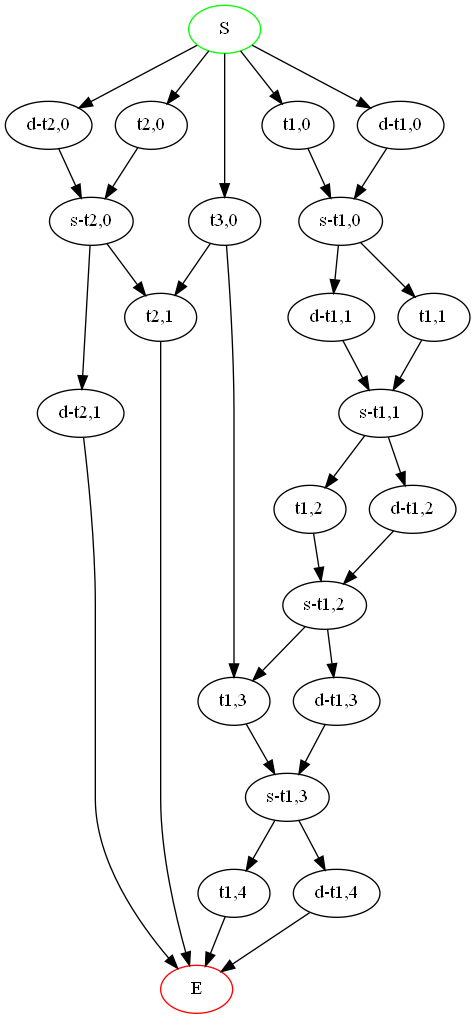 S
d-t2,0
t2,0
t1,0
d-t1,0
s-t2,0
t3,0
s-t1,0
t2,1
d-t1,1
t1,1
d-t2,1
s-t1,1
t1,2
d-t1,2
s-t1,2
t1,3
d-t1,3
s-t1,3
t1,4
d-t1,4
E